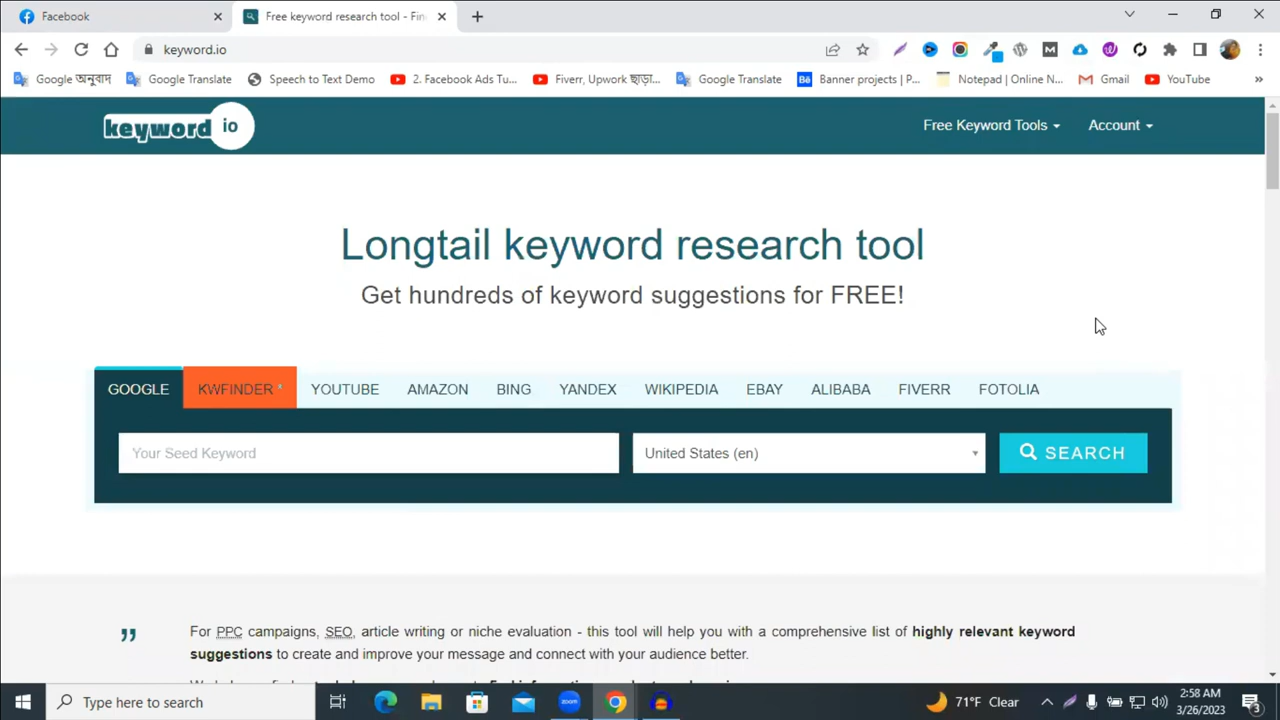 Facebook
Free keyword research tool - Fin
keyword.io
Google অনুবাদ
Google Translate
Speech to Text Demo
2. Facebook Ads Tu...
Fiverr, Upwork ছাড়া...
Google Translate
Banner projects | P...
Notepad | Online N...
Gmail
YouTube
»
keyword io
Free Keyword Tools
Account
Longtail keyword research tool
Get hundreds of keyword suggestions for FREE!
GOOGLE KWFINDER * YOUTUBE AMAZON BING YANDEX WIKIPEDIA EBAY ALIBABA FIVERR FOTOLIA
Your Seed Keyword
United States (en)
SEARCH
For PPC campaigns, SEO, article writing or niche evaluation - this tool will help you with a comprehensive list of highly relevant keyword
suggestions to create and improve your message and connect with your audience better.
Type here to search
zoom
71°F Clear
2:58 AM
3/26/2023
3